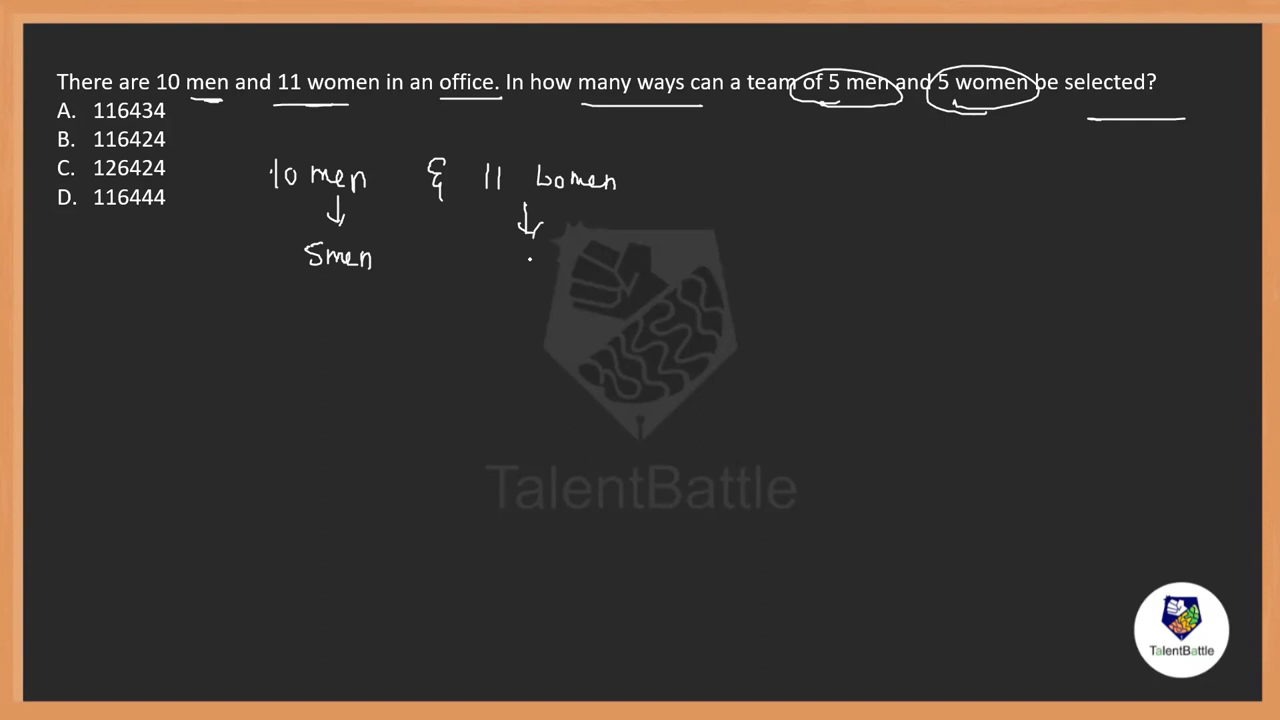 There are 10 men and 11 women in an office. In how many ways can a team of 5 men and 5 women be selected?
A. 116434
B. 116424
C. 126424
D. 116444
10 men & 11 women
5men
TalentBattle
TalentBattle